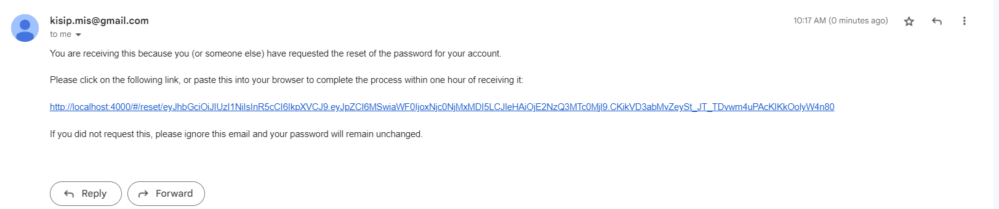 kisip.mis@gmail.com
10:17 AM (0 minutes ago)
to me
You are receiving this because you (or someone else) have requested the reset of the password for your account.
Please click on the following link, or paste this into your browser to complete the process within one hour of receiving it:
http://localhost:4000/#/reset/eyJhbGciOiJIUzI1NiIsInR5cCI6IkpXVCJ9.eyJpZCI6MSwiaWF0IjoxNjc0NjMxMDI5LCJleHAiOjE2NzQ3MTc0Mjl9.CKikVD3abMvZeySt_JT_TDvwm4uPAcKlKkOolyW4n80
If you did not request this, please ignore this email and your password will remain unchanged.
Reply
Forward